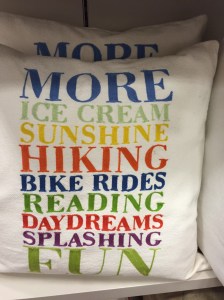 MORE
MORE
ICE CREAM
SUNSHINE
HIKING
BIKE RIDES
READING
DAYDREAMS
SPLASHING
FUN